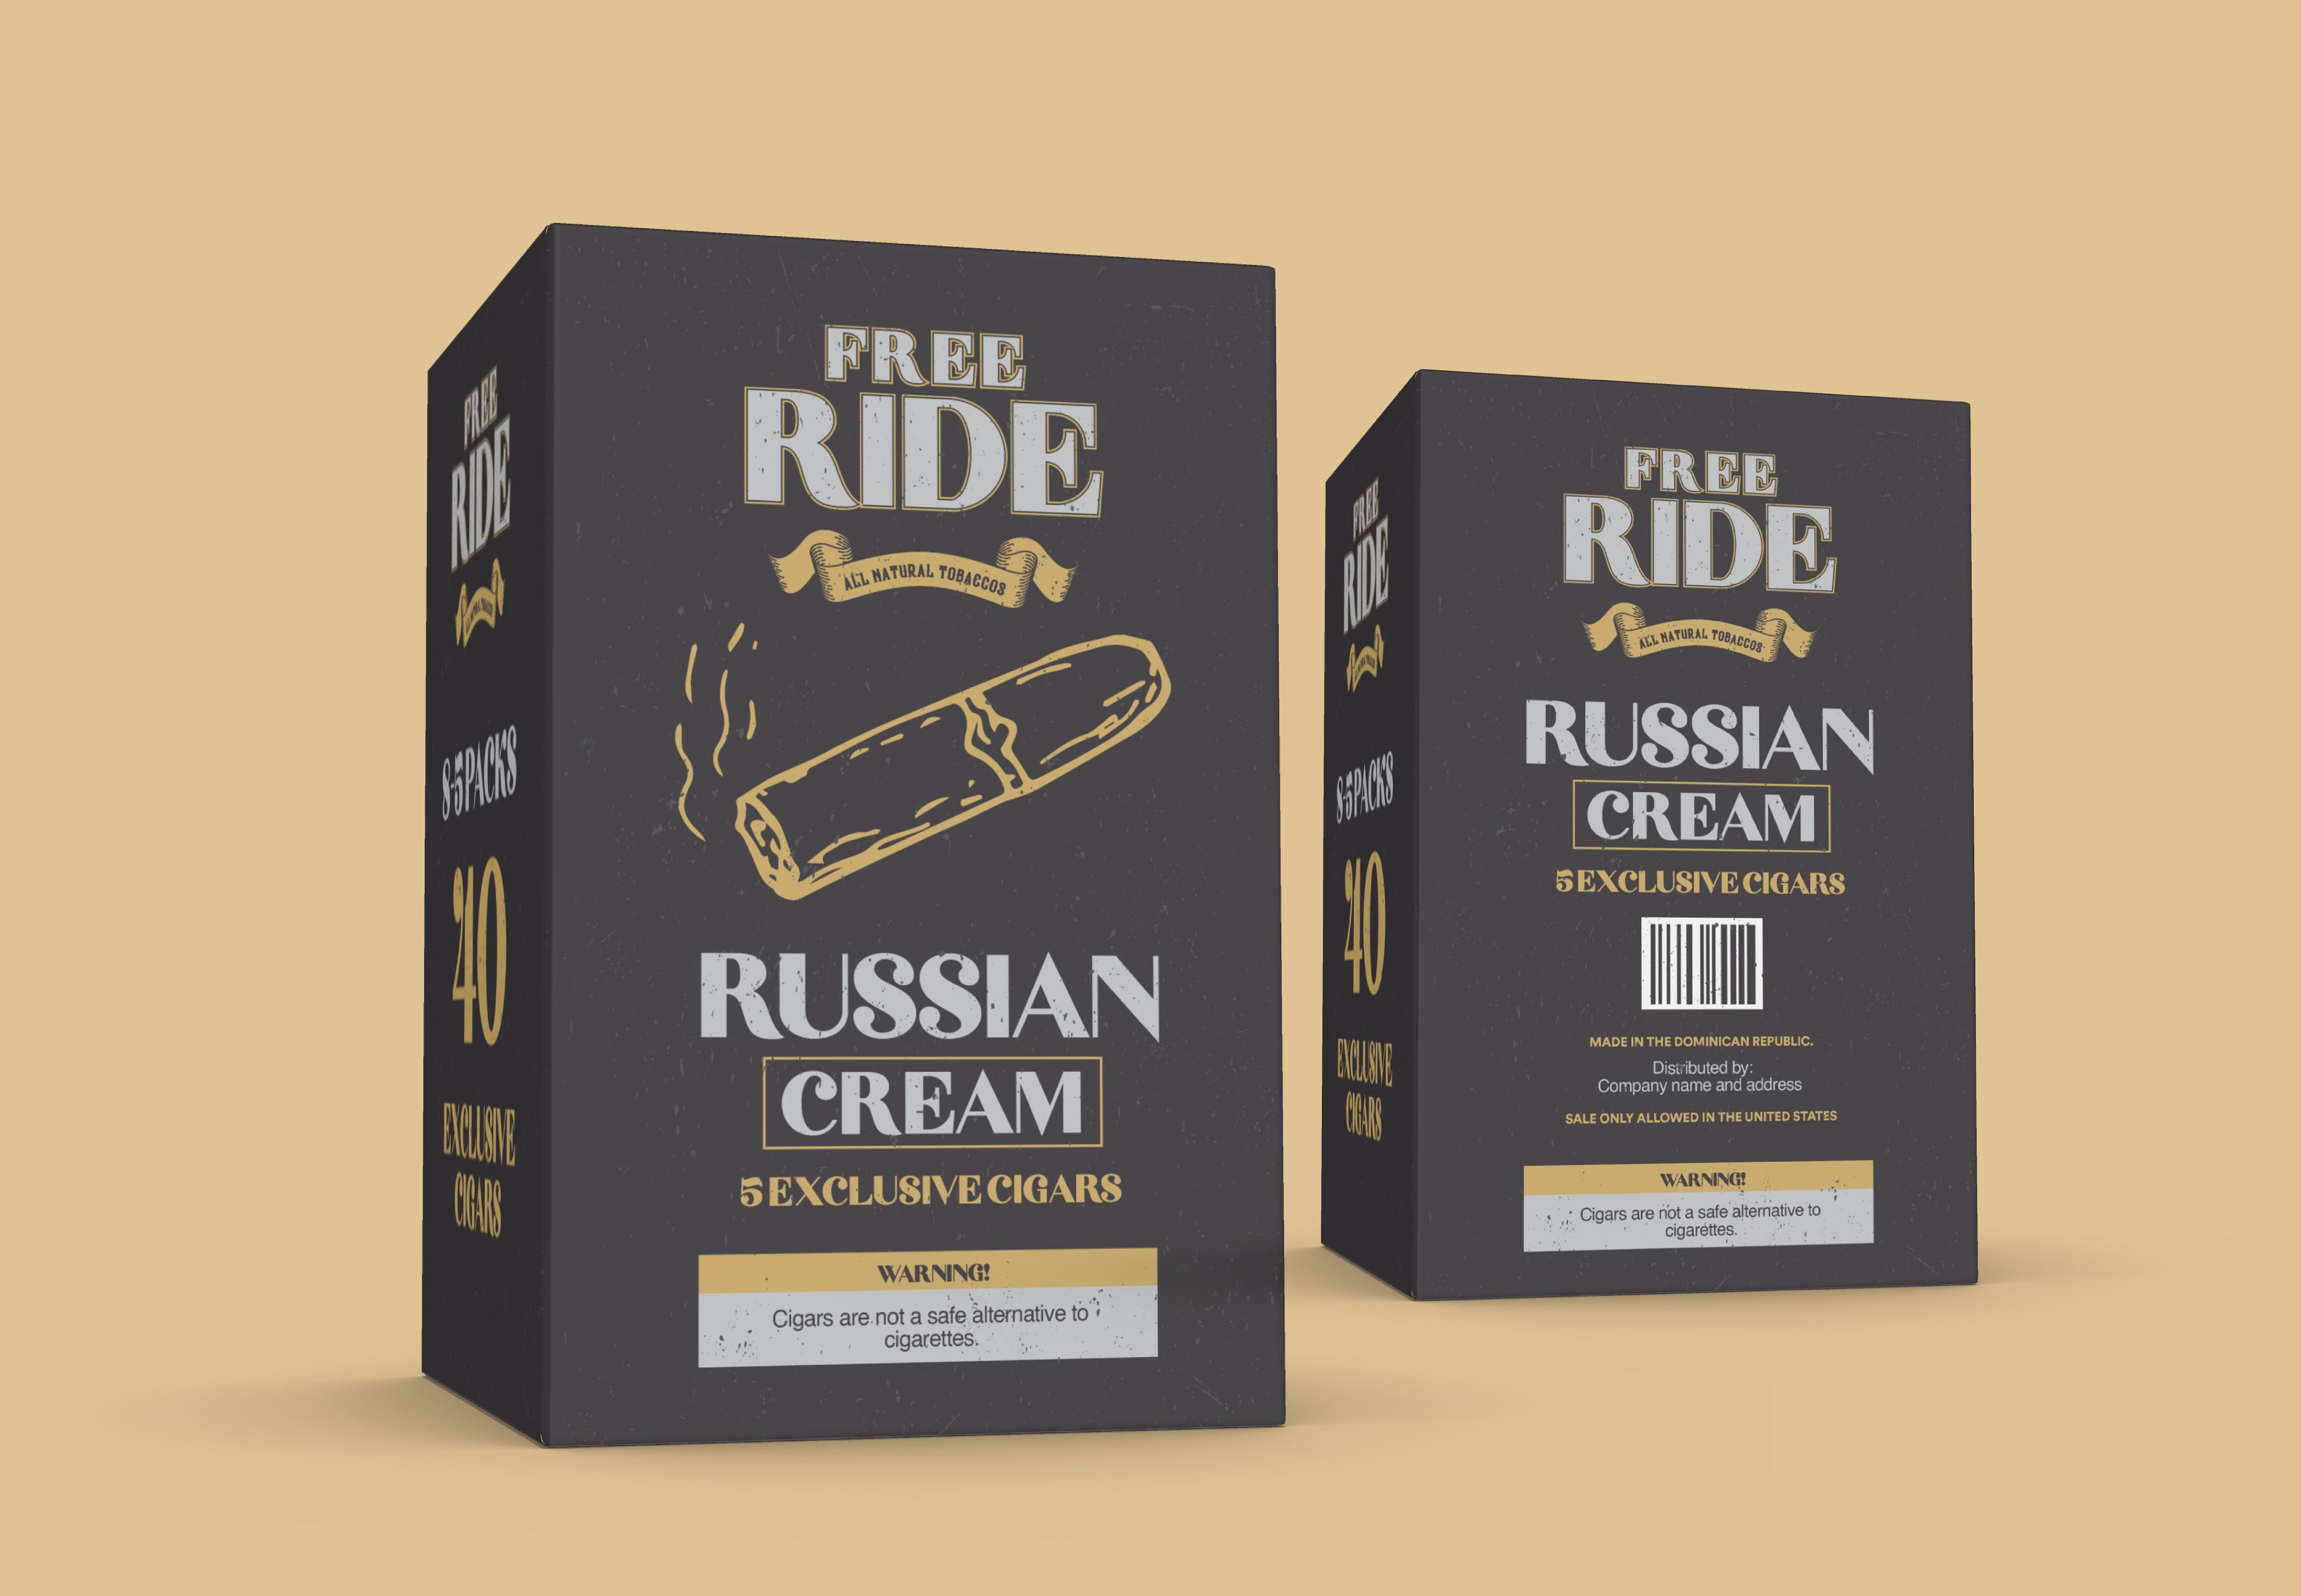 FREE
RIDE
ALL NATURAL TOBACCOS
8-5 PACKS
40
EXCLUSIVE
CIGARS
FREE
RIDE
ALL NATURAL TOBACCOS
RUSSIAN
CREAM
5 EXCLUSIVE CIGARS
WARNING!
Cigars are not a safe alternative to
cigarettes.
FREE
RIDE
8-5 PACKS
40
EXCLUSIVE
CIGARS
FREE
RIDE
ALL NATURAL TOBACCOS
RUSSIAN
CREAM
5 EXCLUSIVE CIGARS
MADE IN THE DOMINICAN REPUBLIC.
Distributed by:
Company name and address
SALE ONLY ALLOWED IN THE UNITED STATES
WARNING!
Cigars are not a safe alternative to
cigarettes.